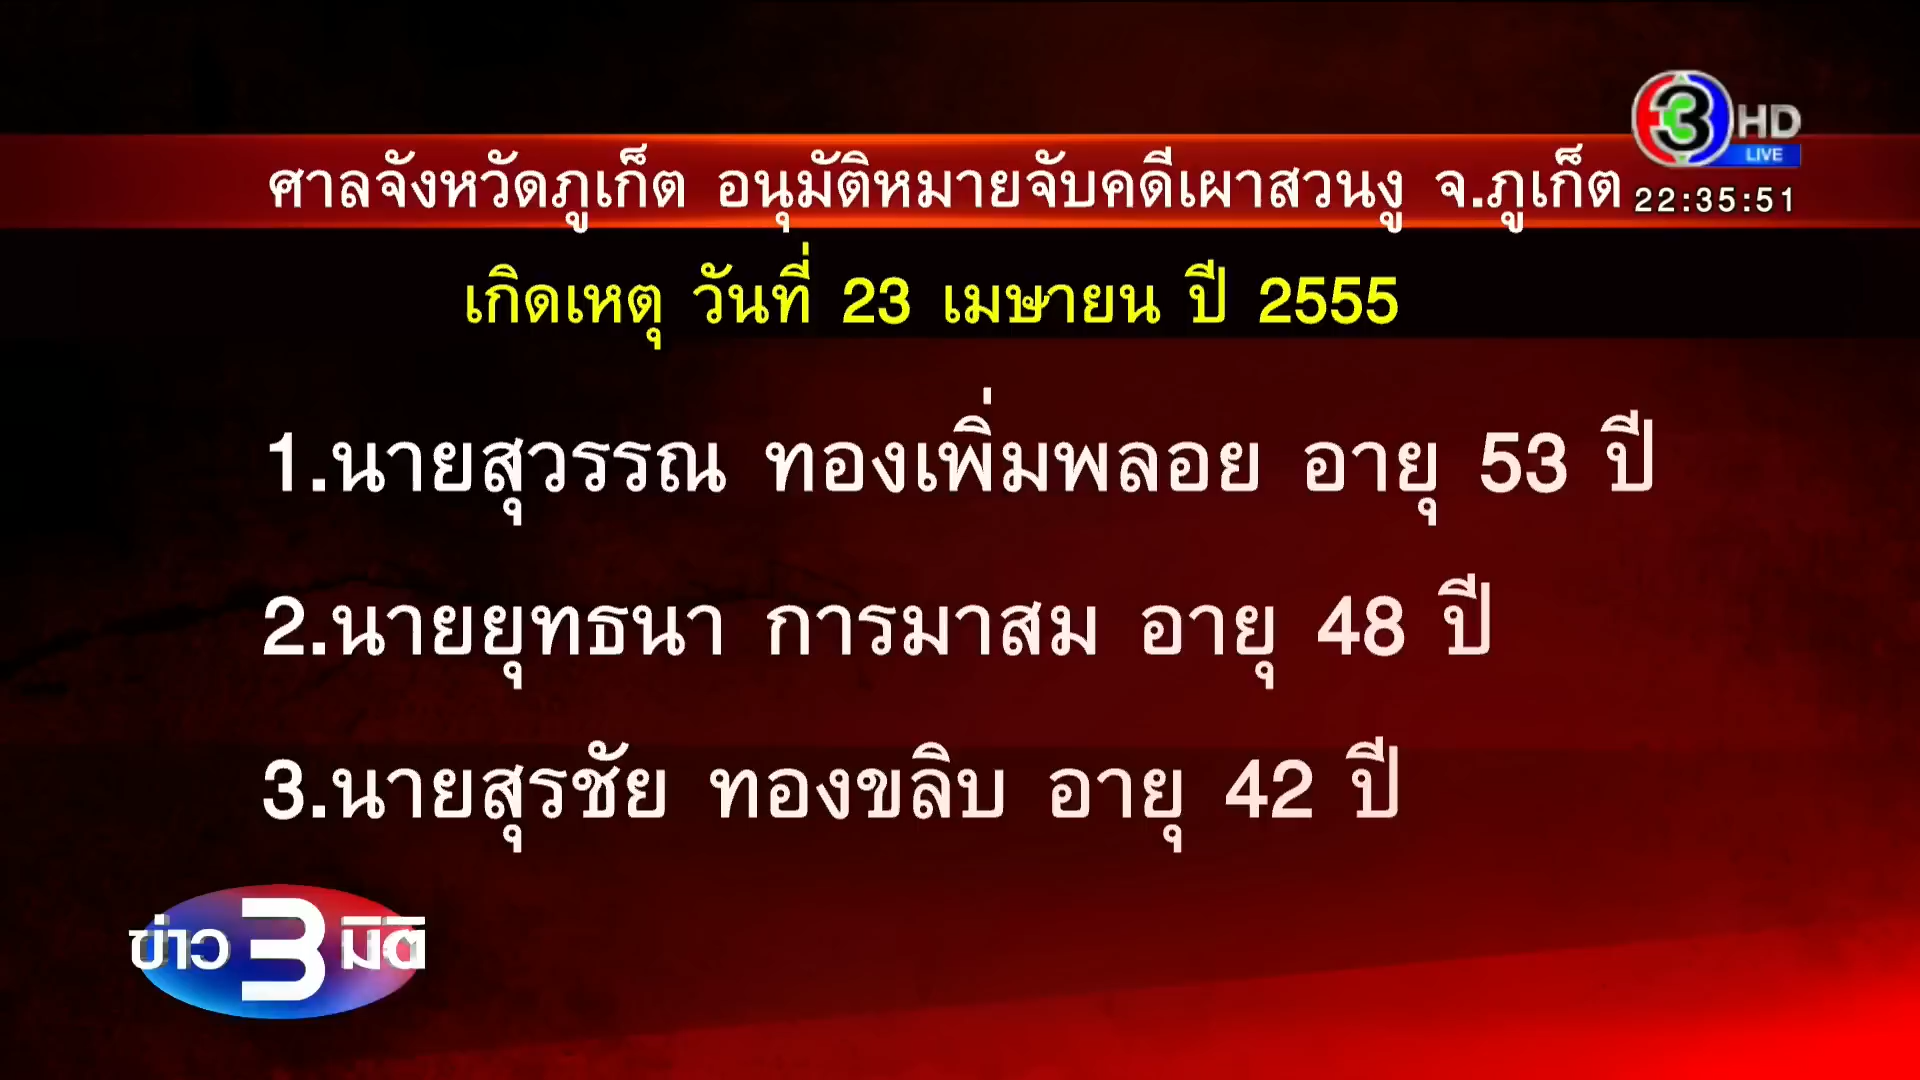 3 HD
LIVE
ศาลจังหวัดภูเก็ต อนุมัติหมายจับคดีเผาสวนงู จ.ภูเก็ต
22:35:51
เกิดเหตุ วันที่ 23 เมษายน ปี 2555
1.นายสุวรรณ ทองเพิ่มพลอย อายุ 53 ปี
2.นายยุทธนา การมาสม อายุ 48 ปี
3.นายสุรชัย ทองขลิบ อายุ 42 ปี
ข่าว 3 มิติ